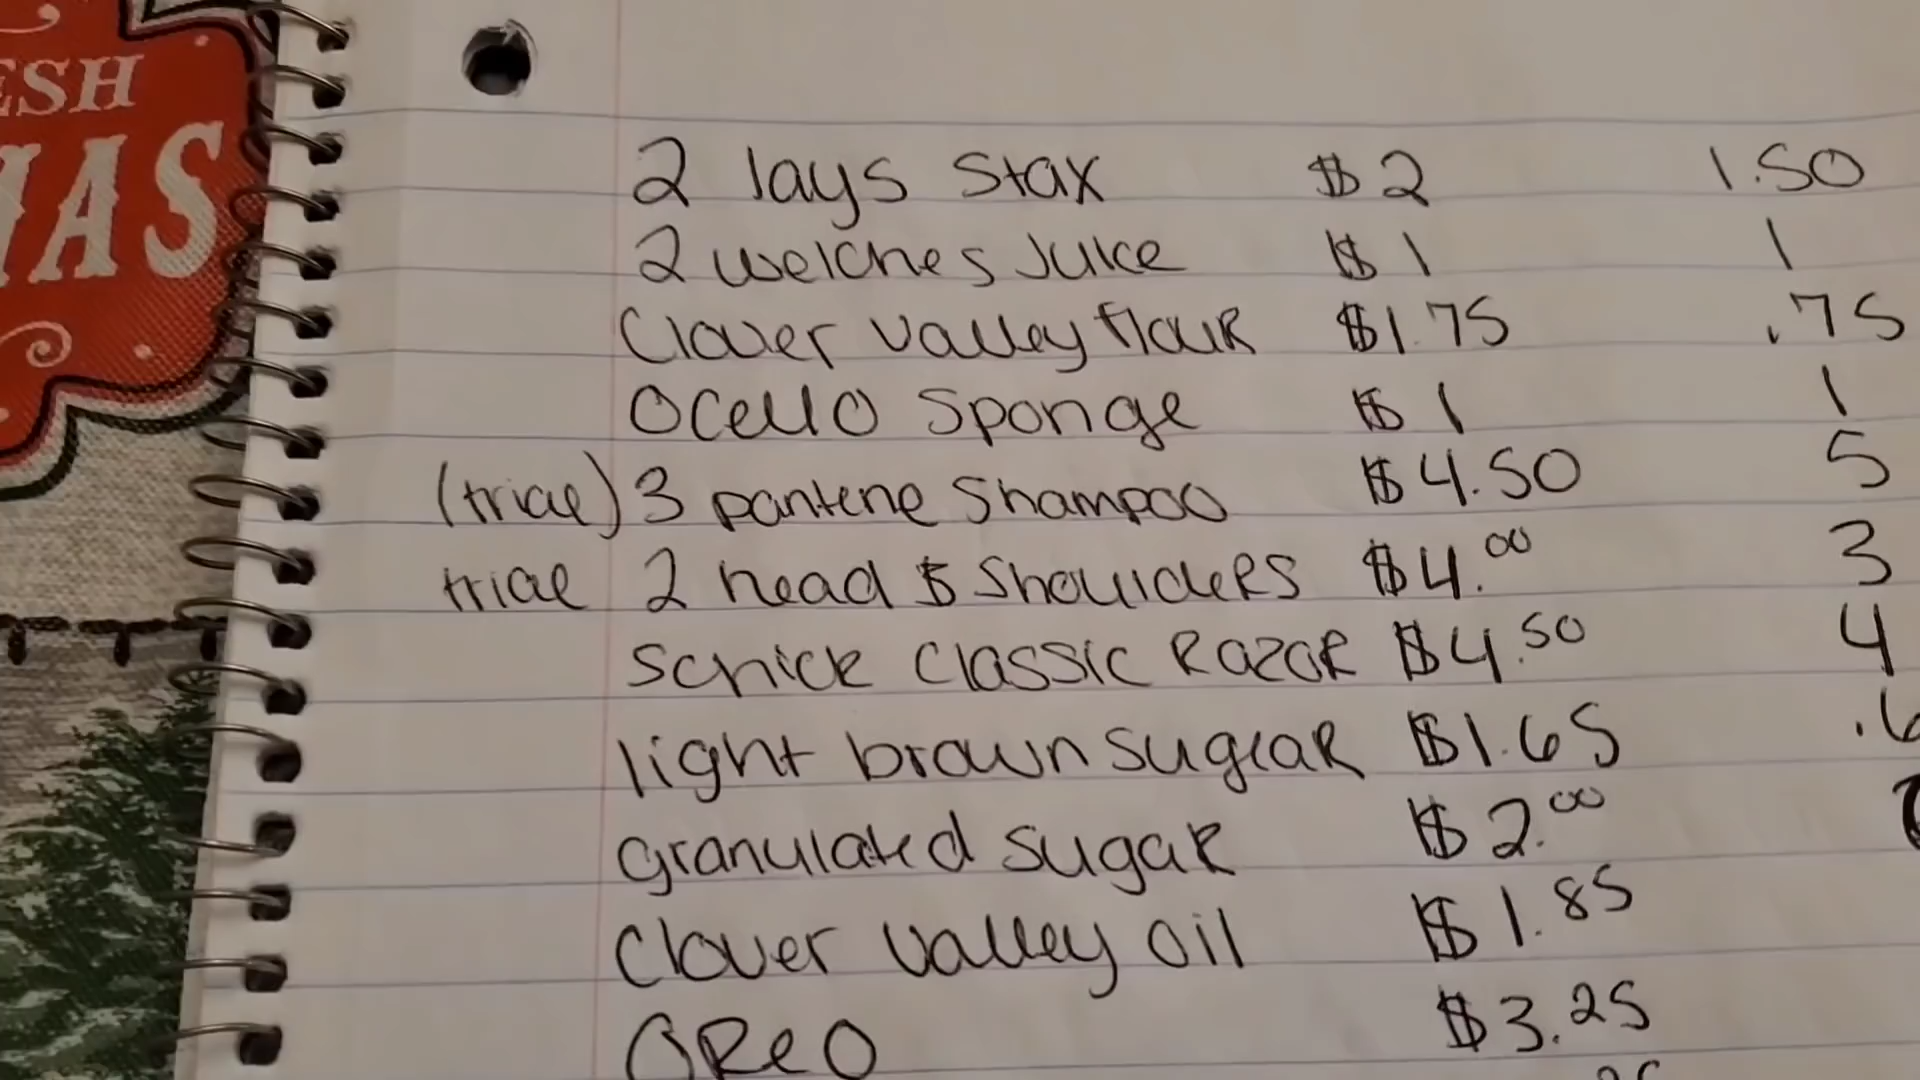 ESH
MAS
2 lays stax $2 1.50
2 welches Juice $1 1
Clover valley flour $1.75 .75
Ocello sponge $1 1
(trial) 3 pantene Shampoo $4.50 5
trial 2 head & Shoulders $4.00 3
Schick Classic Razor $4.50 4
light brown sugar $1.65 .6
granulated sugar $2.00
Clover valley oil $1.85
OReO $3.25